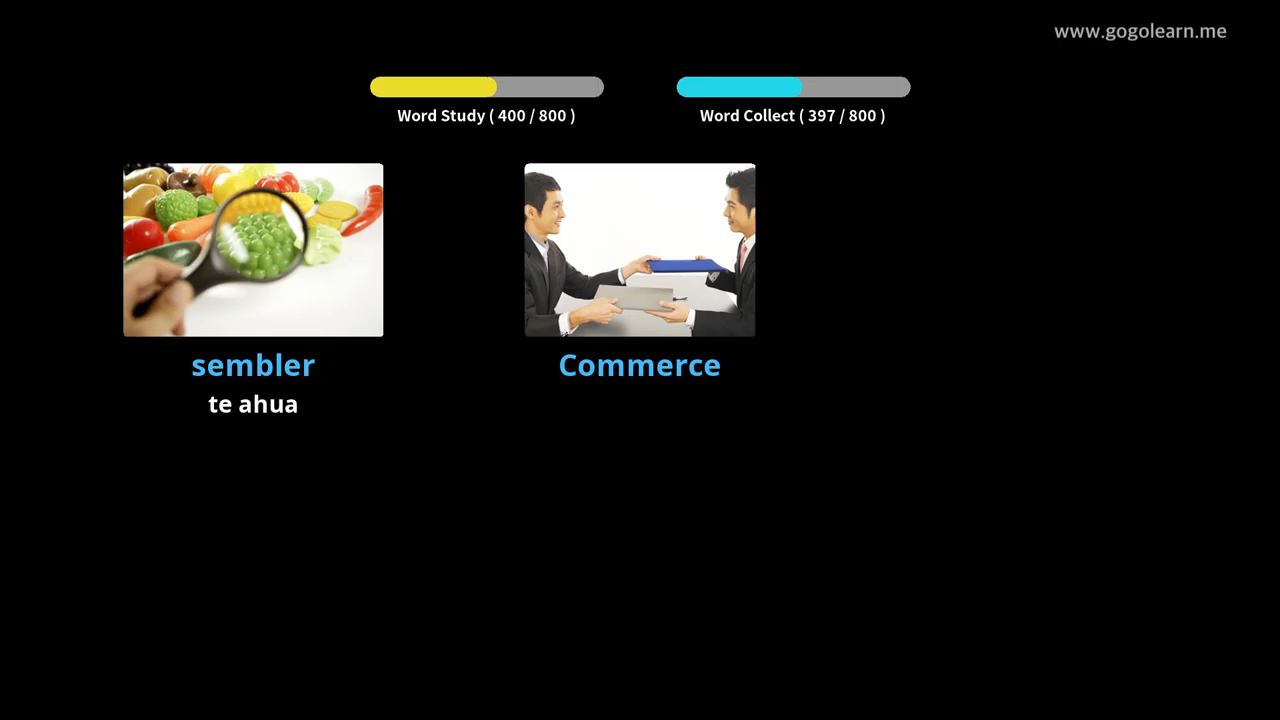 www.gogolearn.me
Word Study ( 400 / 800 )
Word Collect ( 397 / 800 )
sembler
te ahua
Commerce